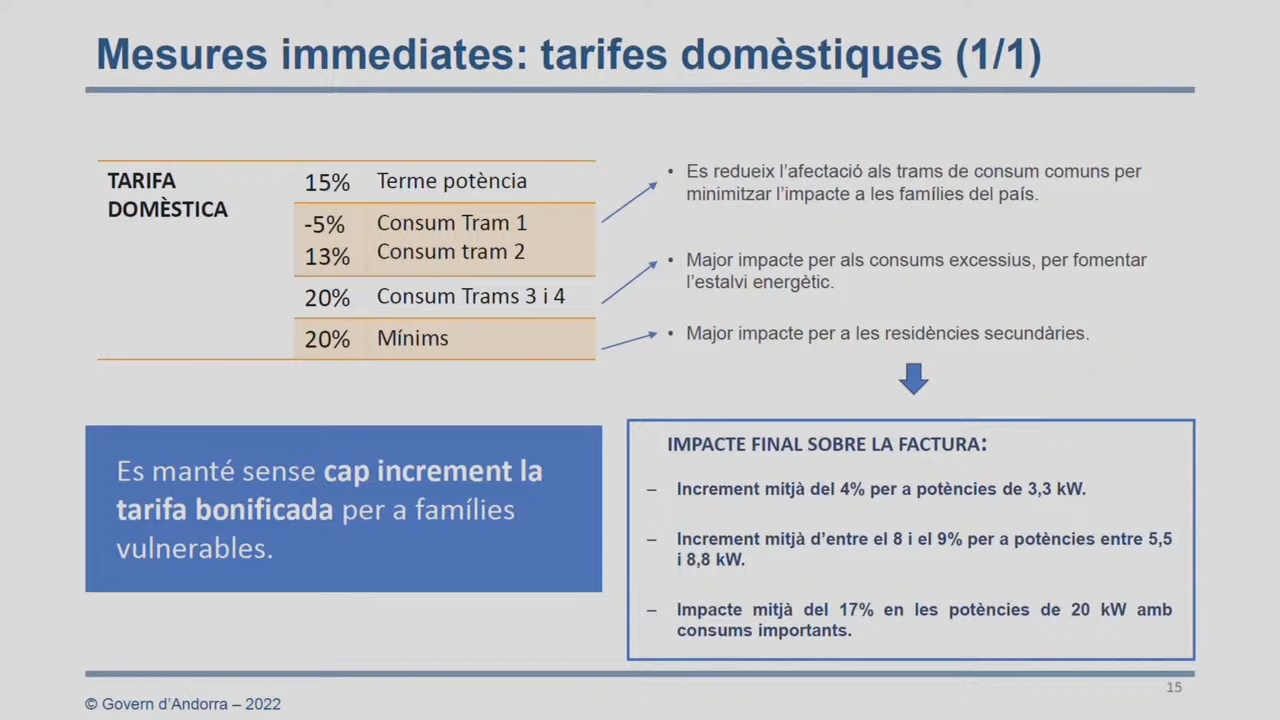 Mesures immediates: tarifes domèstiques (1/1)
TARIFA
DOMÈSTICA
15% Terme potència
-5% Consum Tram 1
13% Consum tram 2
20% Consum Trams 3 i 4
20% Mínims
• Es redueix l’afectació als trams de consum comuns per
minimitzar l’impacte a les famílies del país.
• Major impacte per als consums excessius, per fomentar
l’estalvi energètic.
• Major impacte per a les residències secundàries.
Es manté sense cap increment la
tarifa bonificada per a famílies
vulnerables.
IMPACTE FINAL SOBRE LA FACTURA:
– Increment mitjà del 4% per a potències de 3,3 kW.
– Increment mitjà d’entre el 8 i el 9% per a potències entre 5,5
i 8,8 kW.
– Impacte mitjà del 17% en les potències de 20 kW amb
consums importants.
15
© Govern d’Andorra – 2022